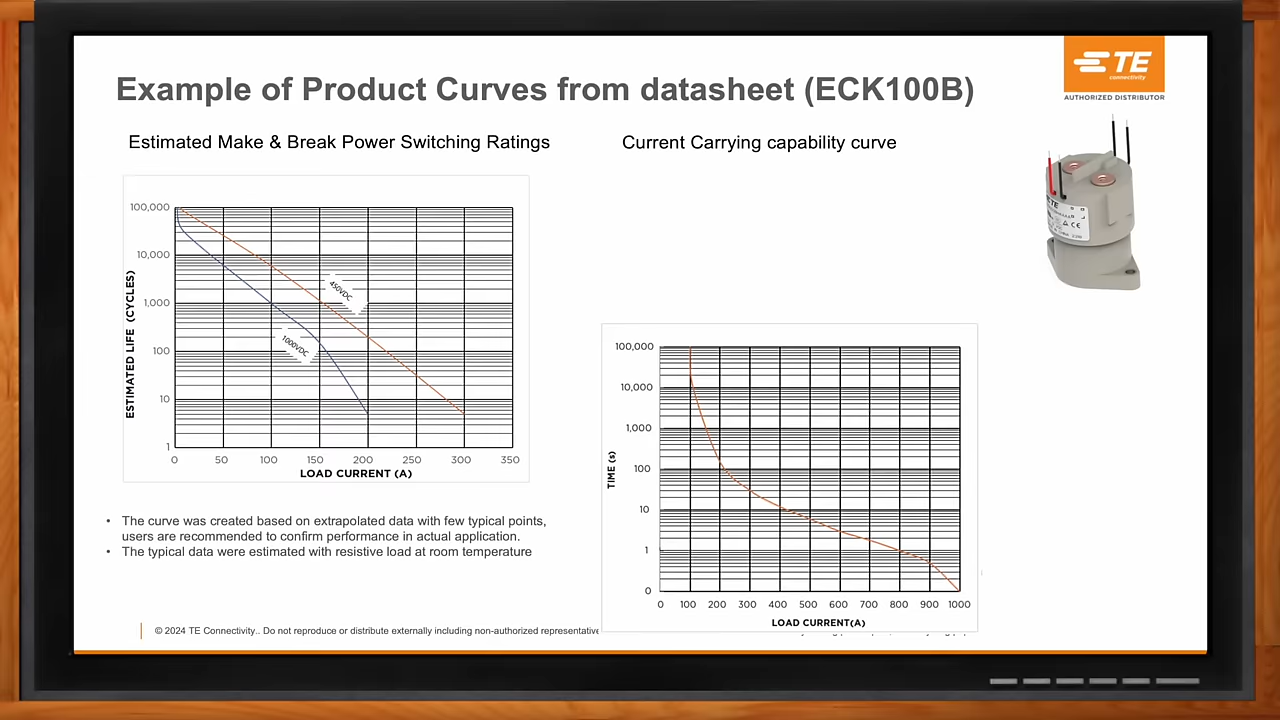 Example of Product Curves from datasheet (ECK100B)
TE
connectivity
AUTHORIZED DISTRIBUTOR
Estimated Make & Break Power Switching Ratings
Current Carrying capability curve
ESTIMATED LIFE (CYCLES)
100,000
10,000
1,000
100
10
1
450VDC
1000VDC
0 50 100 150 200 250 300 350
LOAD CURRENT (A)
TE
TIME (s)
100,000
10,000
1,000
100
10
1
0
0 100 200 300 400 500 600 700 800 900 1000
LOAD CURRENT(A)
• The curve was created based on extrapolated data with few typical points,
users are recommended to confirm performance in actual application.
• The typical data were estimated with resistive load at room temperature
© 2024 TE Connectivity.. Do not reproduce or distribute externally including non-authorized representative